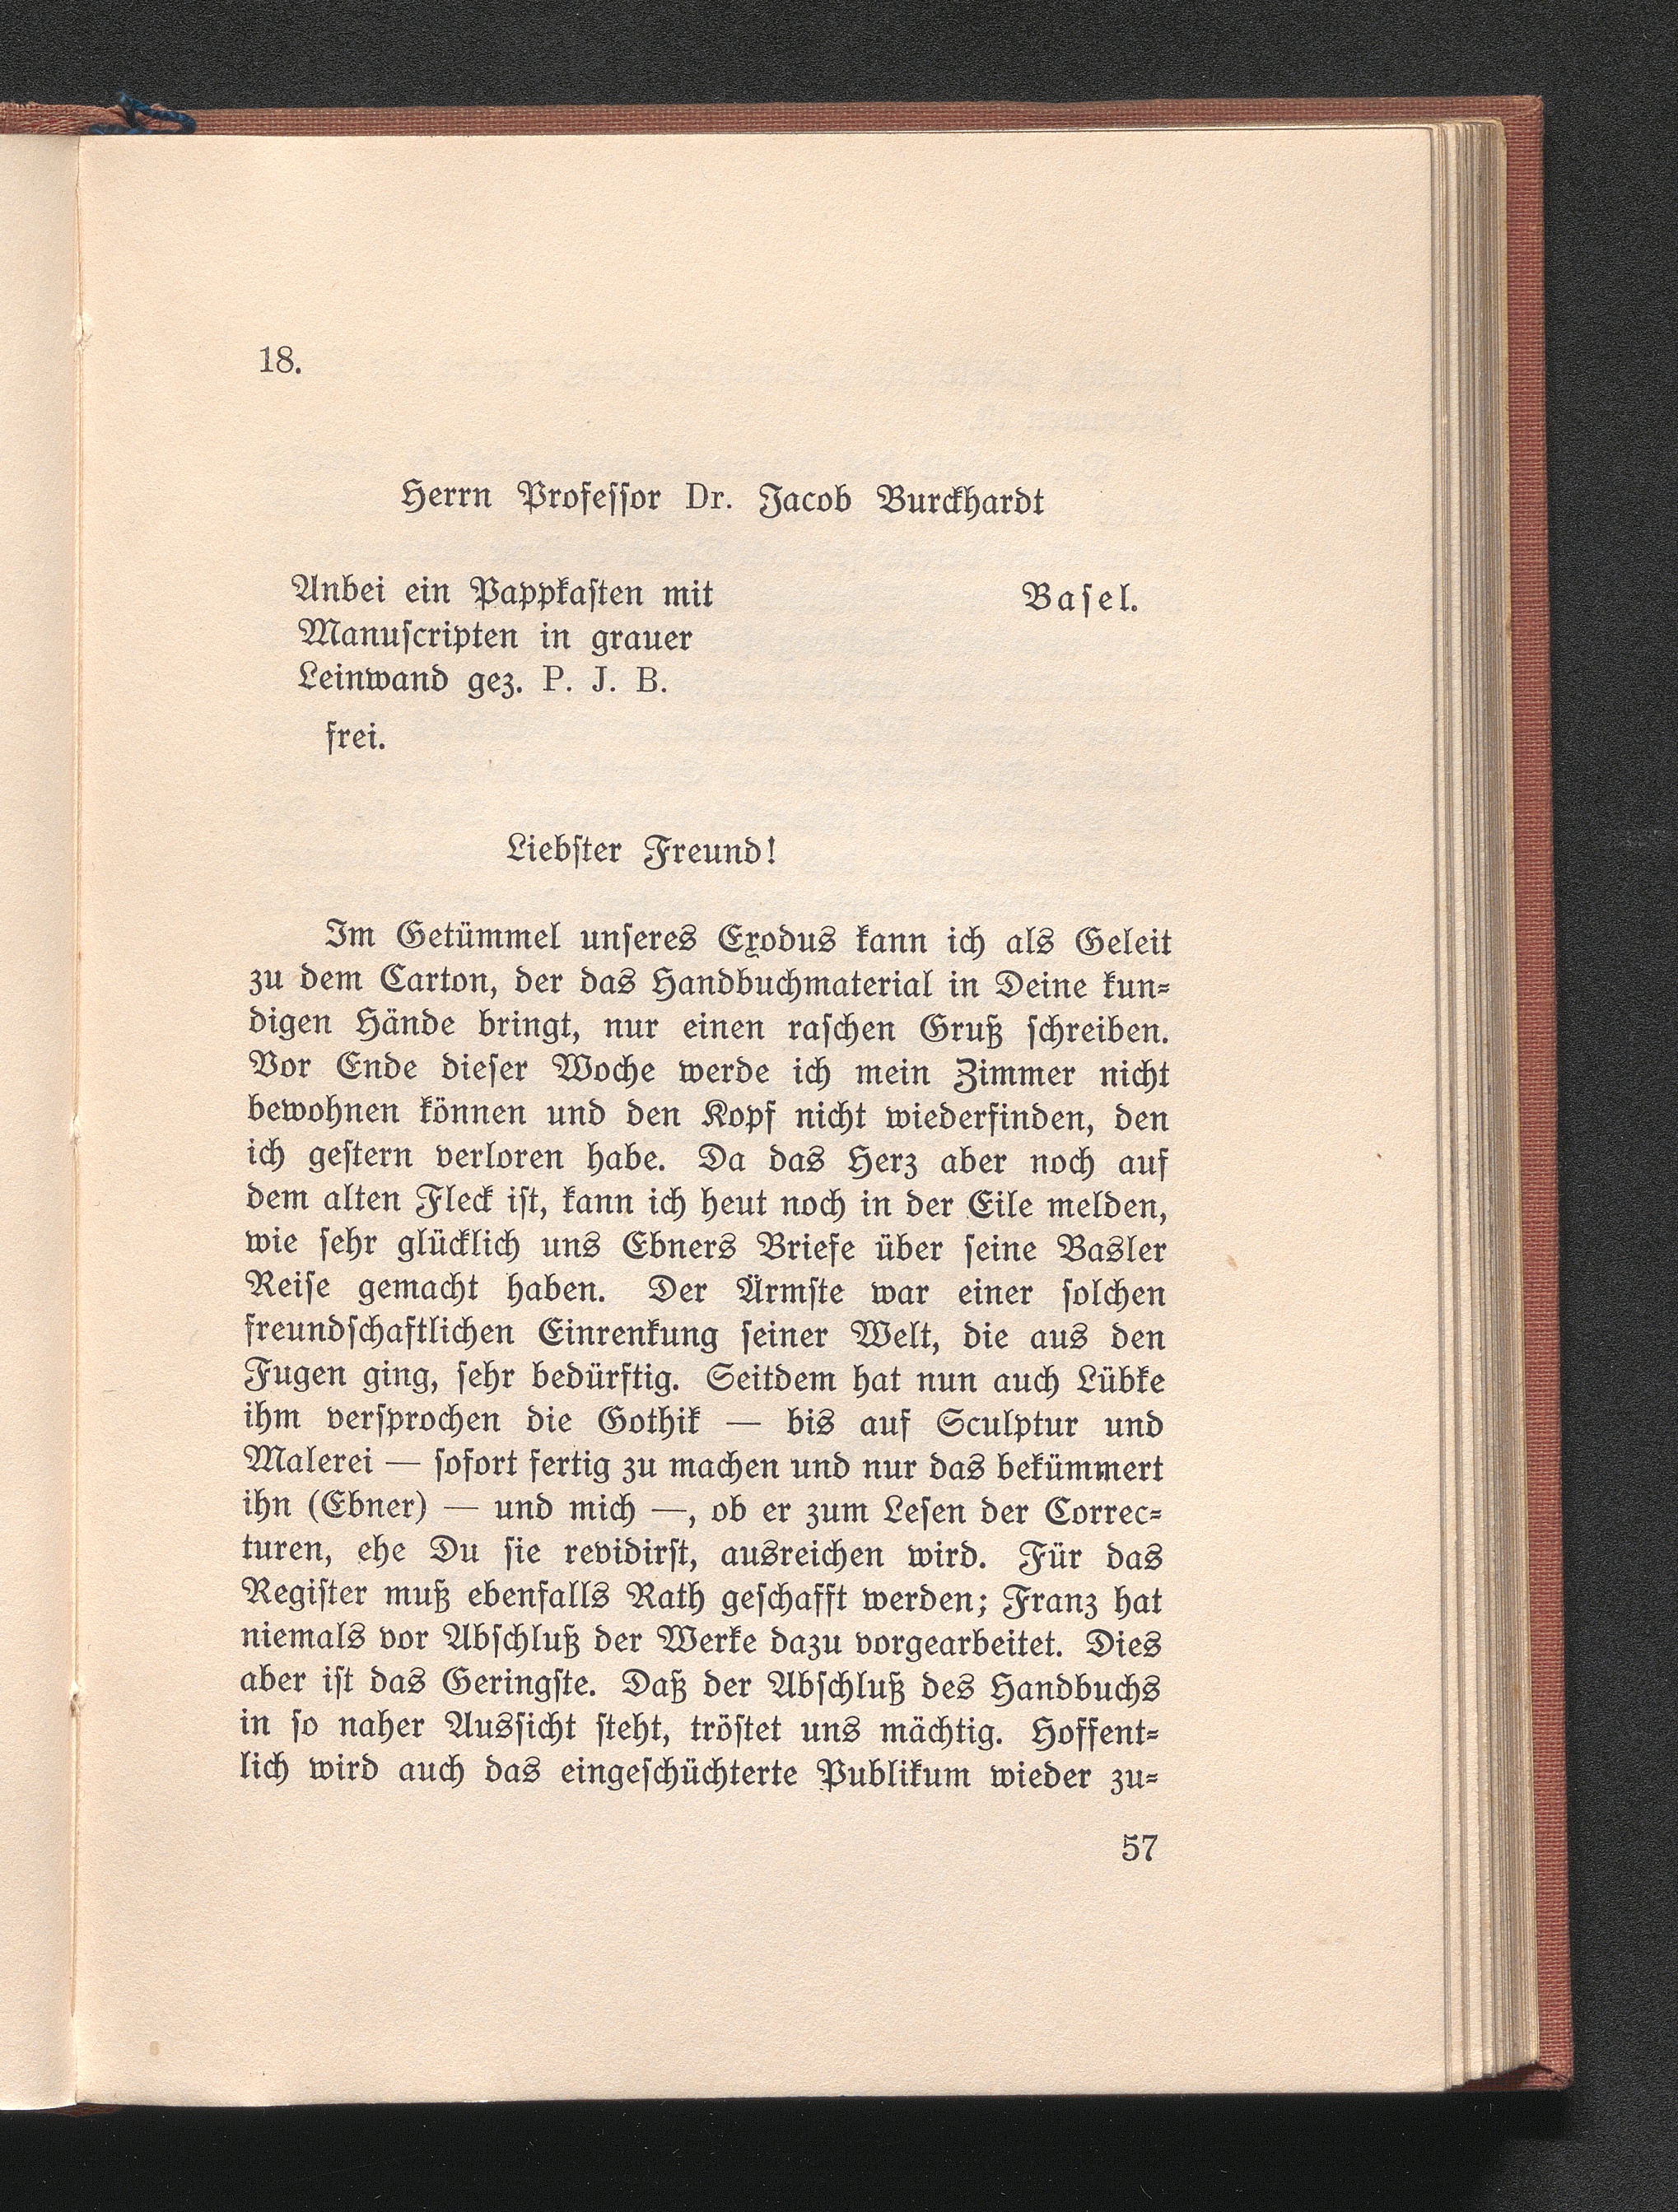 18.
Herrn Professor Dr. Jacob Burckhardt
Anbei ein Pappkasten mit
Basel.
Manuscripten in grauer
Leinwand gez. P. J. B.
frei.
Liebster Freund!
Im Getümmel unseres Exodus kann ich als Geleit
zu dem Carton, der das Handbuchmaterial in Deine kun-
digen Hände bringt, nur einen raschen Gruß schreiben.
Vor Ende dieser Woche werde ich mein Zimmer nicht
bewohnen können und den Kopf nicht wiederfinden, den
ich gestern verloren habe. Da das Herz aber noch auf
dem alten Fleck ist, kann ich heut noch in der Eile melden,
wie sehr glücklich uns Ebners Briefe über seine Basler
Reise gemacht haben. Der Ärmste war einer solchen
freundschaftlichen Einrenkung seiner Welt, die aus den
Fugen ging, sehr bedürftig. Seitdem hat nun auch Lübke
ihm versprochen die Gothik — bis auf Sculptur und
Malerei — sofort fertig zu machen und nur das bekümmert
ihn (Ebner) — und mich —, ob er zum Lesen der Correc-
turen, ehe Du sie revidirst, ausreichen wird. Für das
Register muß ebenfalls Rath geschafft werden; Franz hat
niemals vor Abschluß der Werke dazu vorgearbeitet. Dies
aber ist das Geringste. Daß der Abschluß des Handbuchs
in so naher Aussicht steht, tröstet uns mächtig. Hoffent-
lich wird auch das eingeschüchterte Publikum wieder zu-
57